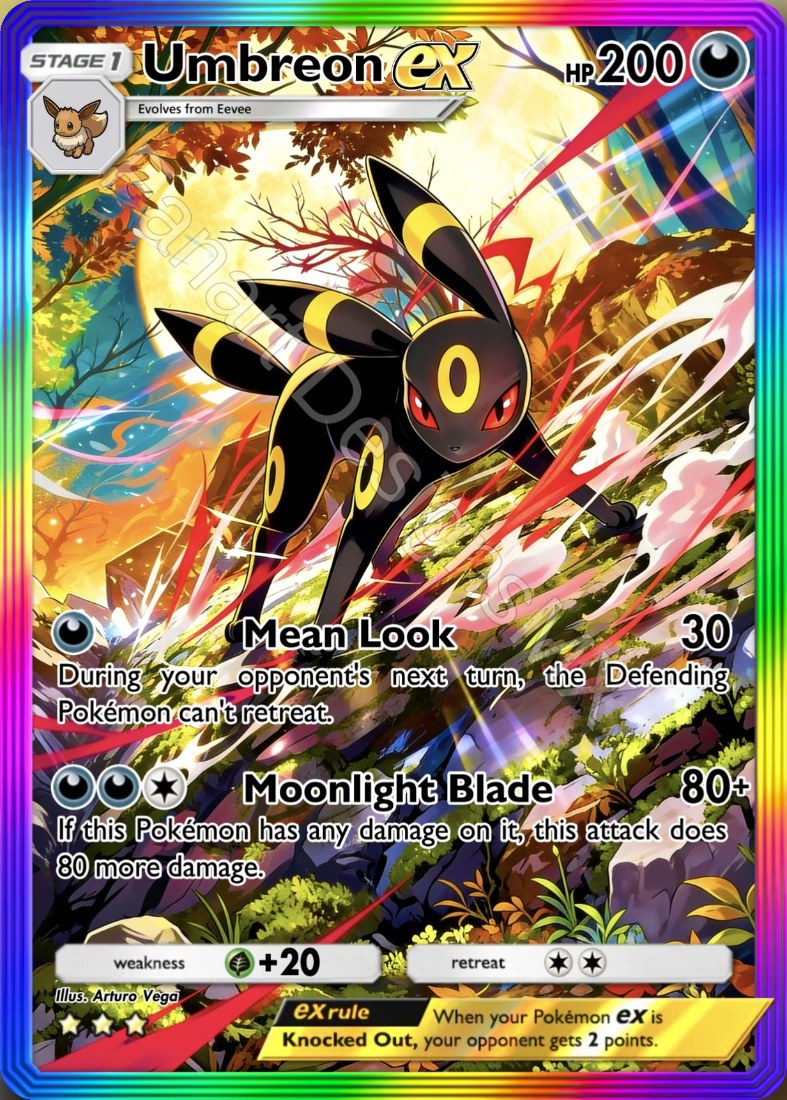 STAGE 1
Umbreon ex
HP 200
Evolves from Eevee
Mean Look 30
During your opponent's next turn, the Defending
Pokémon can't retreat.
Moonlight Blade 80+
If this Pokémon has any damage on it, this attack does
80 more damage.
weakness +20
retreat
Illus. Arturo Vega
ex rule
When your Pokémon ex is
Knocked Out, your opponent gets 2 points.